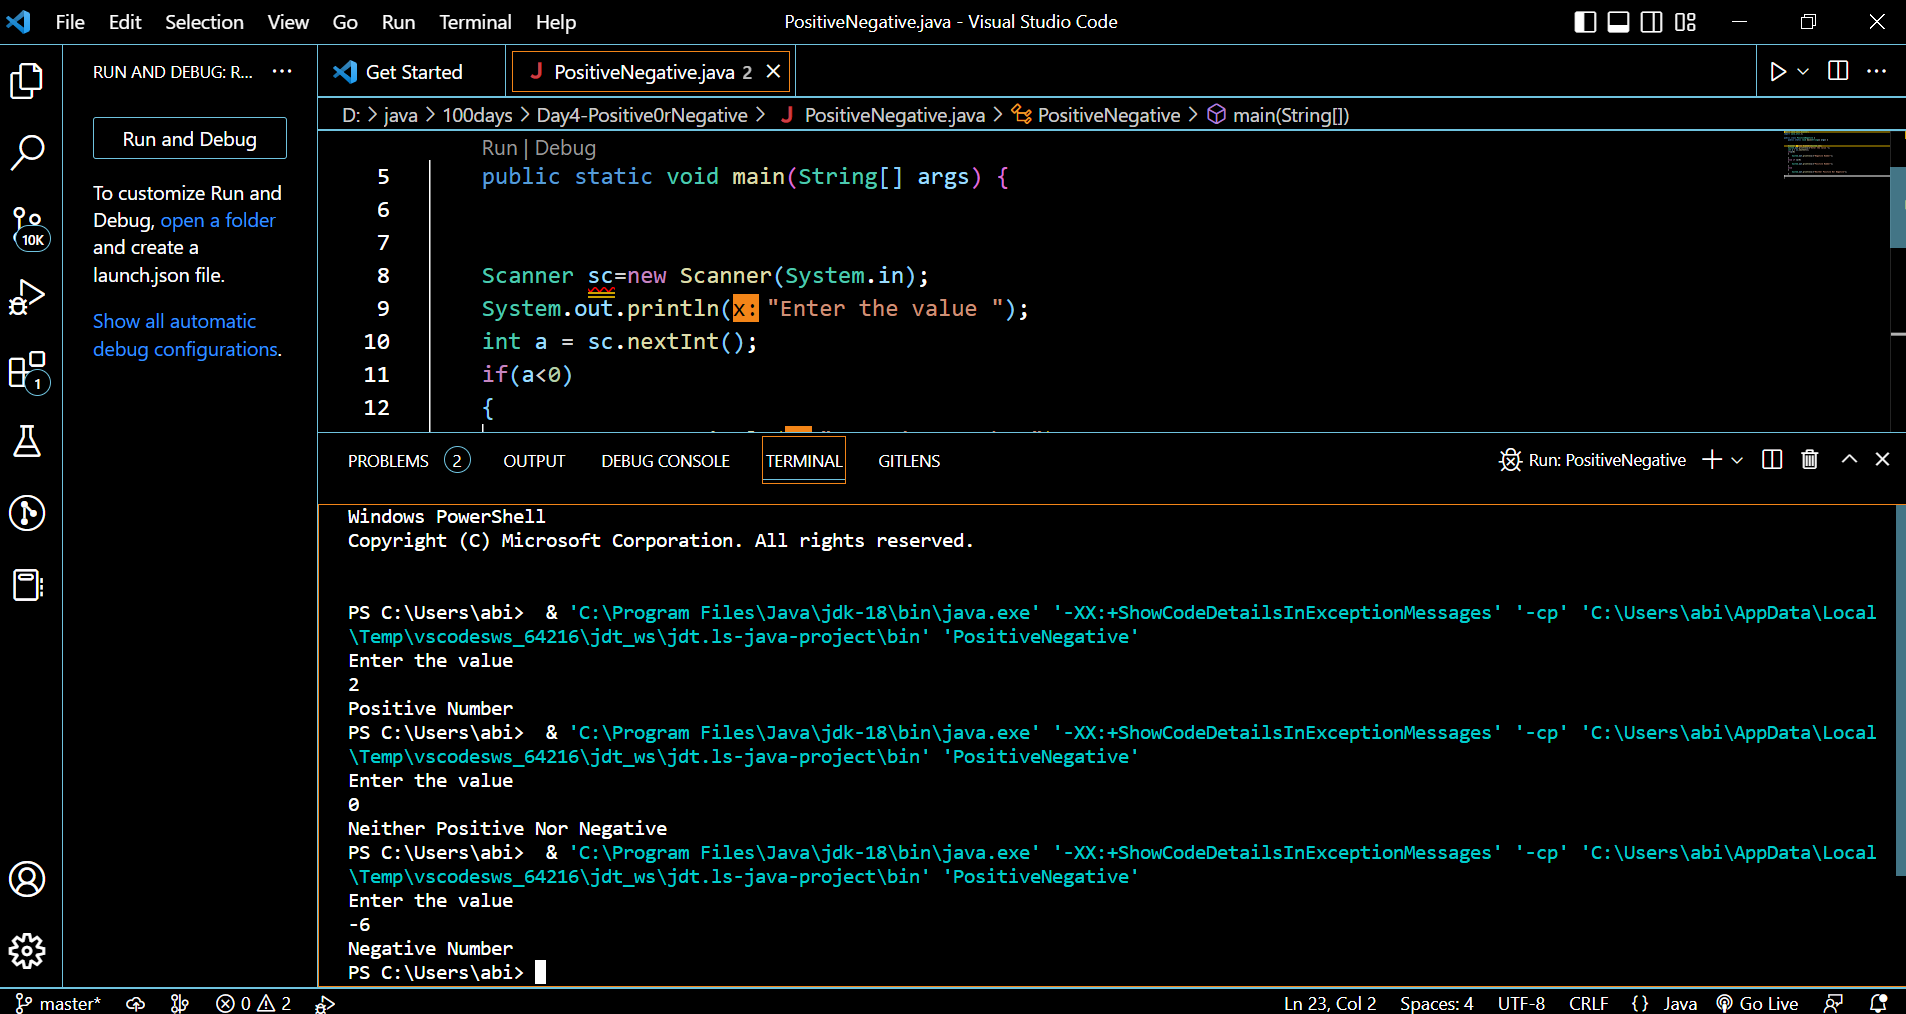 File Edit Selection View Go Run Terminal Help
PositiveNegative.java - Visual Studio Code
RUN AND DEBUG: R...
Run and Debug
To customize Run and
Debug, open a folder
and create a
launch.json file.
Show all automatic
debug configurations.
10K
1
Get Started
J PositiveNegative.java 2
D: > java > 100days > Day4-Positive0rNegative > J PositiveNegative.java > PositiveNegative > main(String[])
Run | Debug
5 public static void main(String[] args) {
6
7
8 Scanner sc=new Scanner(System.in);
9 System.out.println(x: "Enter the value ");
10 int a = sc.nextInt();
11 if(a<0)
12 {
PROBLEMS 2 OUTPUT DEBUG CONSOLE TERMINAL GITLENS
Run: PositiveNegative
Windows PowerShell
Copyright (C) Microsoft Corporation. All rights reserved.
PS C:\Users\abi>  & 'C:\Program Files\Java\jdk-18\bin\java.exe' '-XX:+ShowCodeDetailsInExceptionMessages' '-cp' 'C:\Users\abi\AppData\Local
\Temp\vscodesws_64216\jdt_ws\jdt.ls-java-project\bin' 'PositiveNegative'
Enter the value
2
Positive Number
PS C:\Users\abi>  & 'C:\Program Files\Java\jdk-18\bin\java.exe' '-XX:+ShowCodeDetailsInExceptionMessages' '-cp' 'C:\Users\abi\AppData\Local
\Temp\vscodesws_64216\jdt_ws\jdt.ls-java-project\bin' 'PositiveNegative'
Enter the value
0
Neither Positive Nor Negative
PS C:\Users\abi>  & 'C:\Program Files\Java\jdk-18\bin\java.exe' '-XX:+ShowCodeDetailsInExceptionMessages' '-cp' 'C:\Users\abi\AppData\Local
\Temp\vscodesws_64216\jdt_ws\jdt.ls-java-project\bin' 'PositiveNegative'
Enter the value
-6
Negative Number
PS C:\Users\abi>
master* 0 2
Ln 23, Col 2 Spaces: 4 UTF-8 CRLF {} Java Go Live